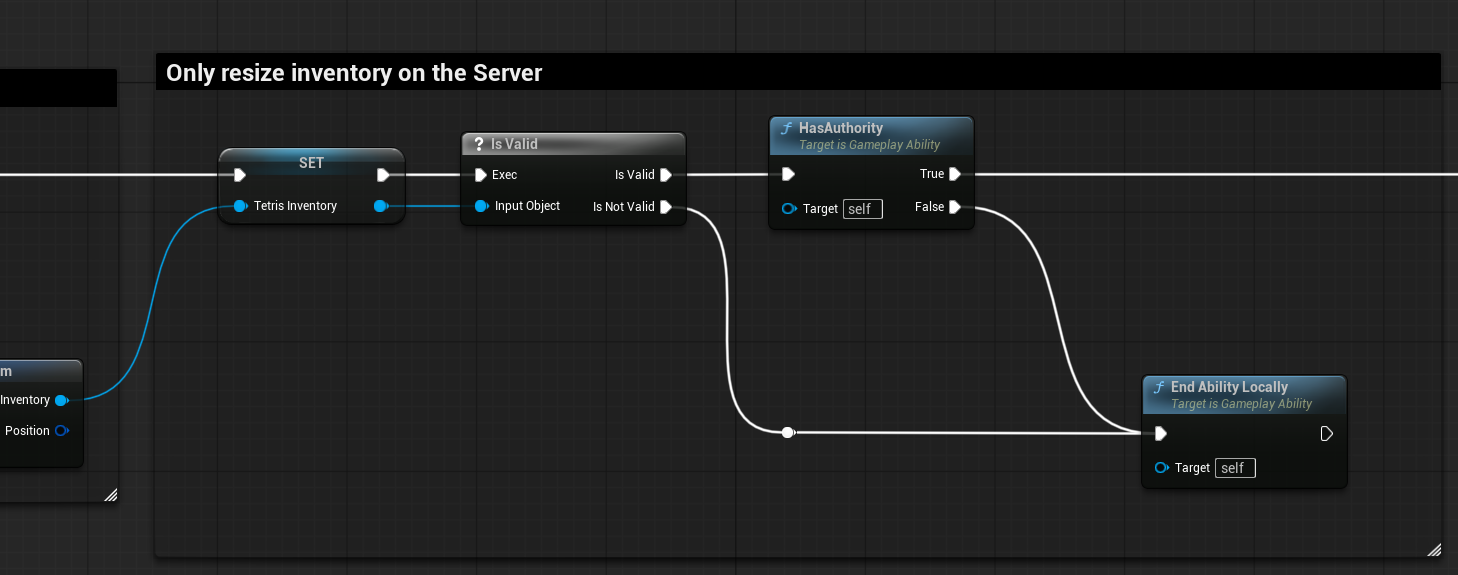 Only resize inventory on the Server
SET
Tetris Inventory
? Is Valid
Exec
Is Valid
Input Object
Is Not Valid
f HasAuthority
Target is Gameplay Ability
True
Target self
False
m
Inventory
Position
f End Ability Locally
Target is Gameplay Ability
Target self